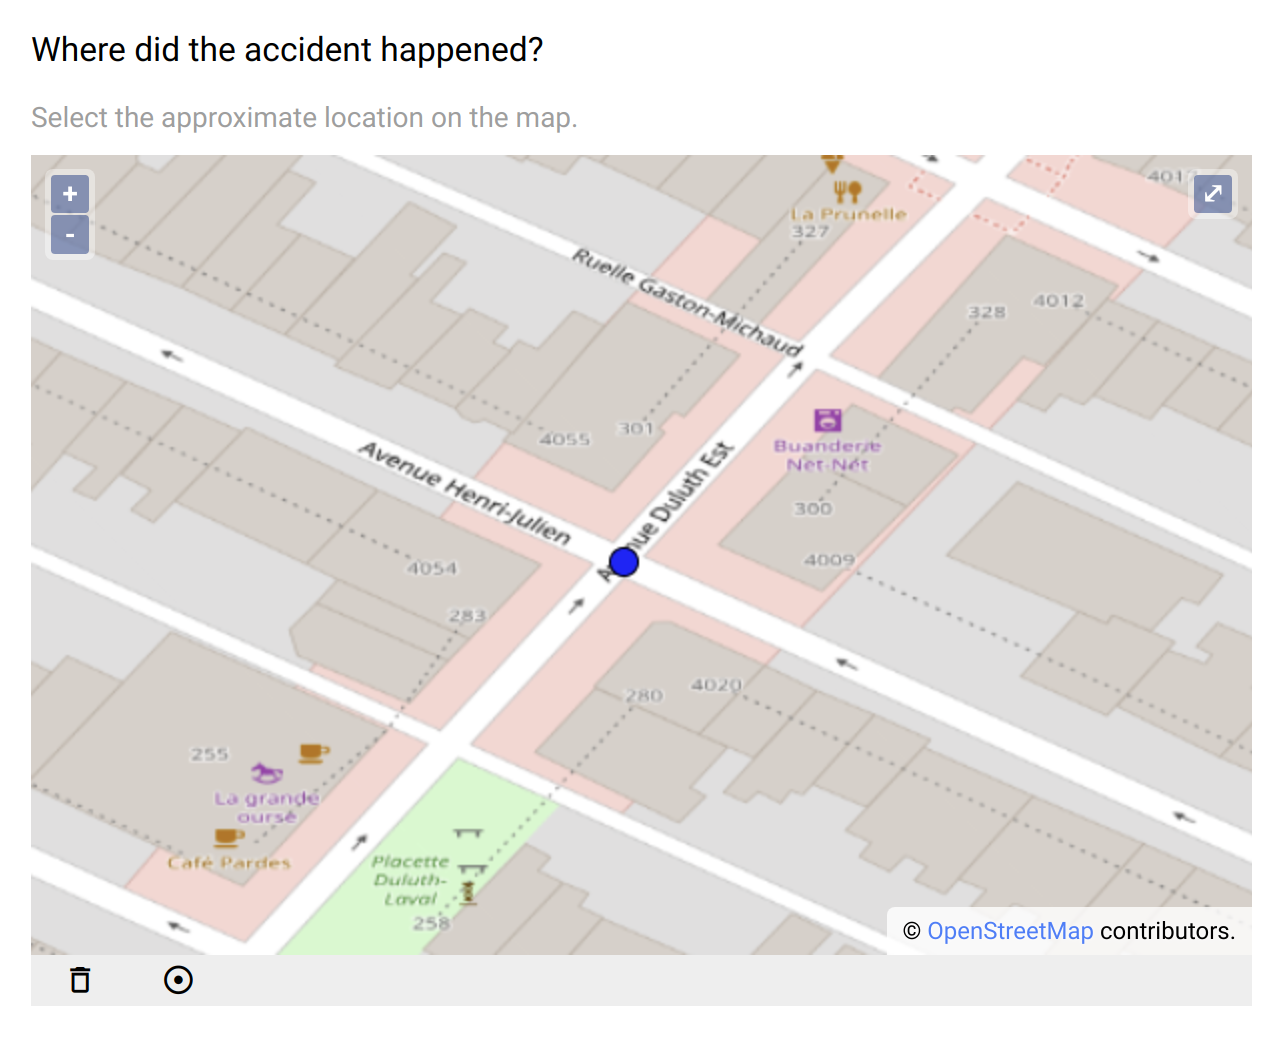 Where did the accident happened?
Select the approximate location on the map.
+
-
La Prunelle
327
401
Ruelle Gaston-Michaud
328
4012
4055
301
Avenue Henri-Julien
Avenue Duluth Est
Buanderie
Net-Nét
300
4009
4054
283
280
4020
255
La grande
ourse
Café Pardes
Placette
Duluth-
Laval
258
© OpenStreetMap contributors.